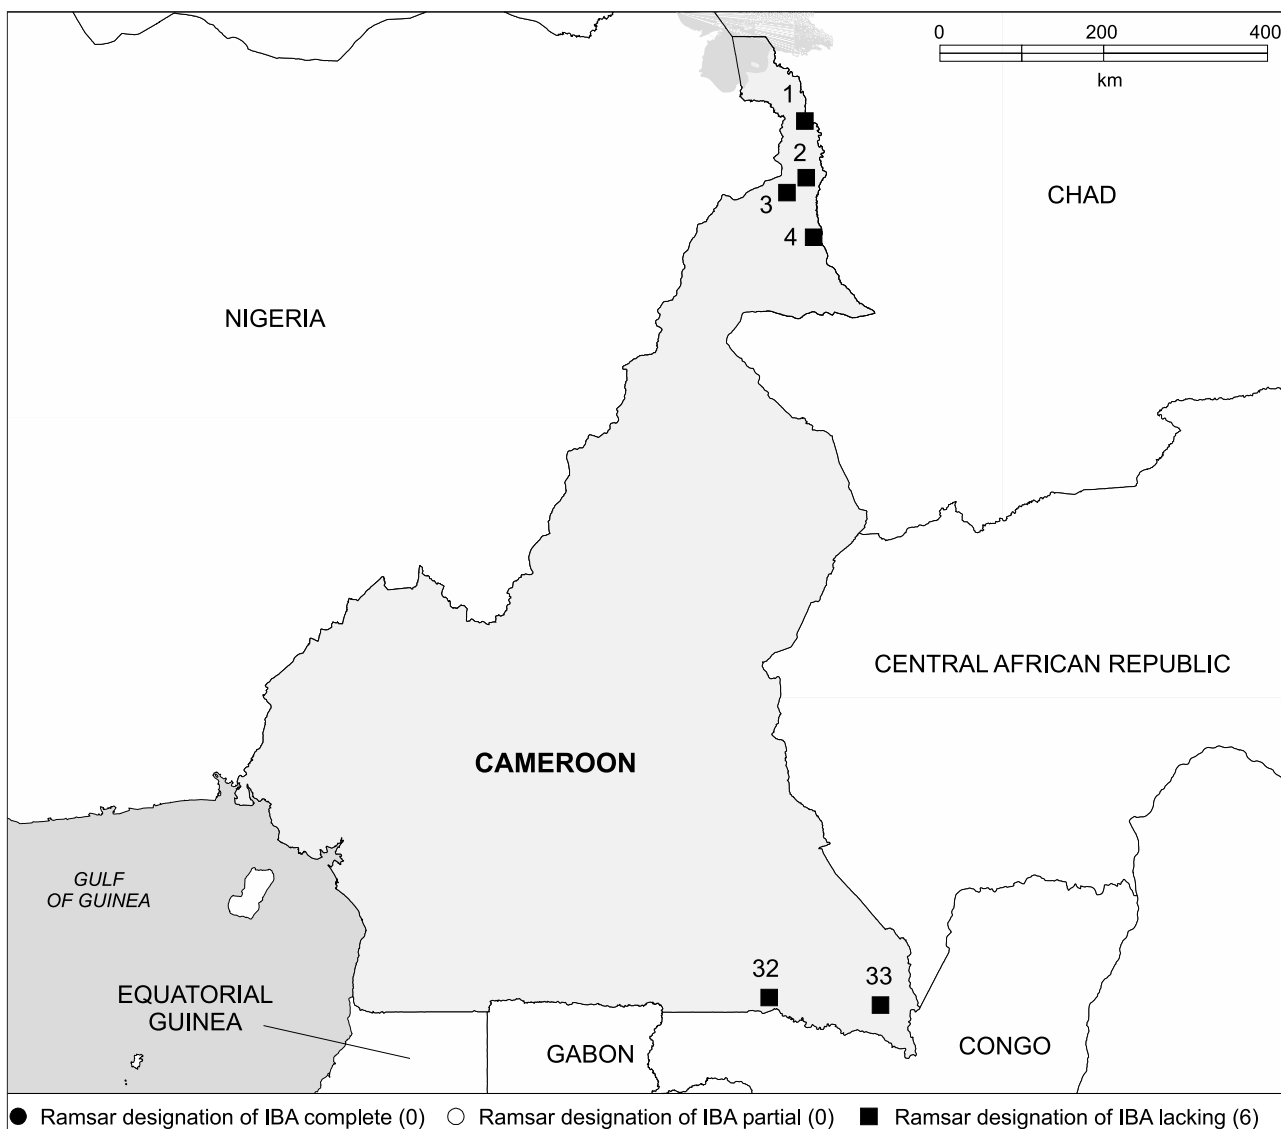 0 200 400
km
1
2
3
4
CHAD
NIGERIA
CENTRAL AFRICAN REPUBLIC
CAMEROON
GULF
OF GUINEA
32
33
EQUATORIAL
GUINEA
GABON
CONGO
Ramsar designation of IBA complete (0) Ramsar designation of IBA partial (0) Ramsar designation of IBA lacking (6)